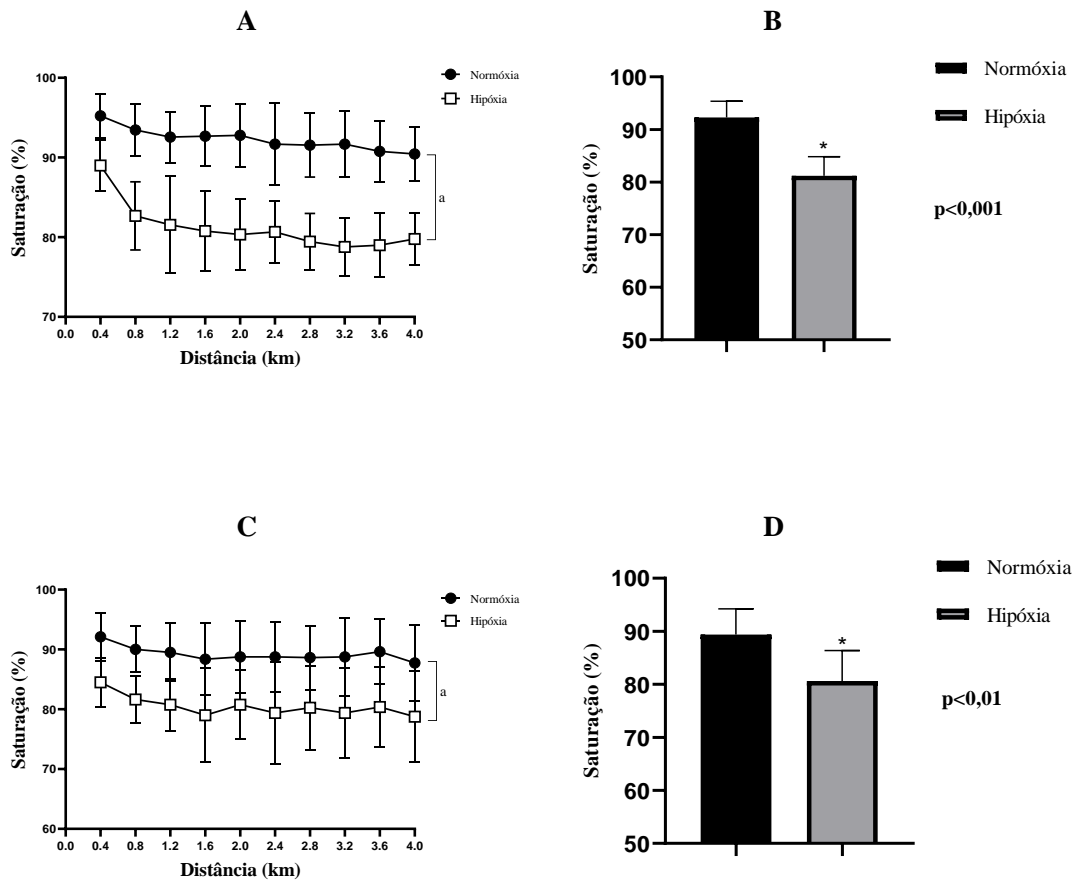 A
Normóxia
Hipóxia
Saturação (%)
100
90
80
70
0.0 0.4 0.8 1.2 1.6 2.0 2.4 2.8 3.2 3.6 4.0
Distância (km)
a
B
Normóxia
Hipóxia
p<0,001
Saturação (%)
100
90
80
70
60
50
*
C
Normóxia
Hipóxia
Saturação (%)
100
90
80
70
60
0.0 0.4 0.8 1.2 1.6 2.0 2.4 2.8 3.2 3.6 4.0
Distância (km)
a
D
Normóxia
Hipóxia
p<0,01
Saturação (%)
100
90
80
70
60
50
*